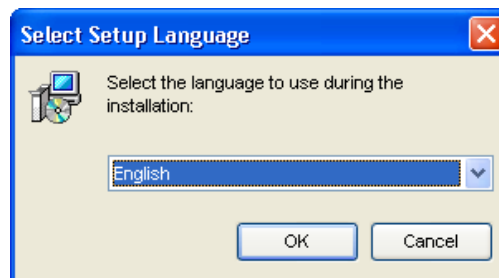 Select Setup Language
Select the language to use during the
installation:
English
OK
Cancel